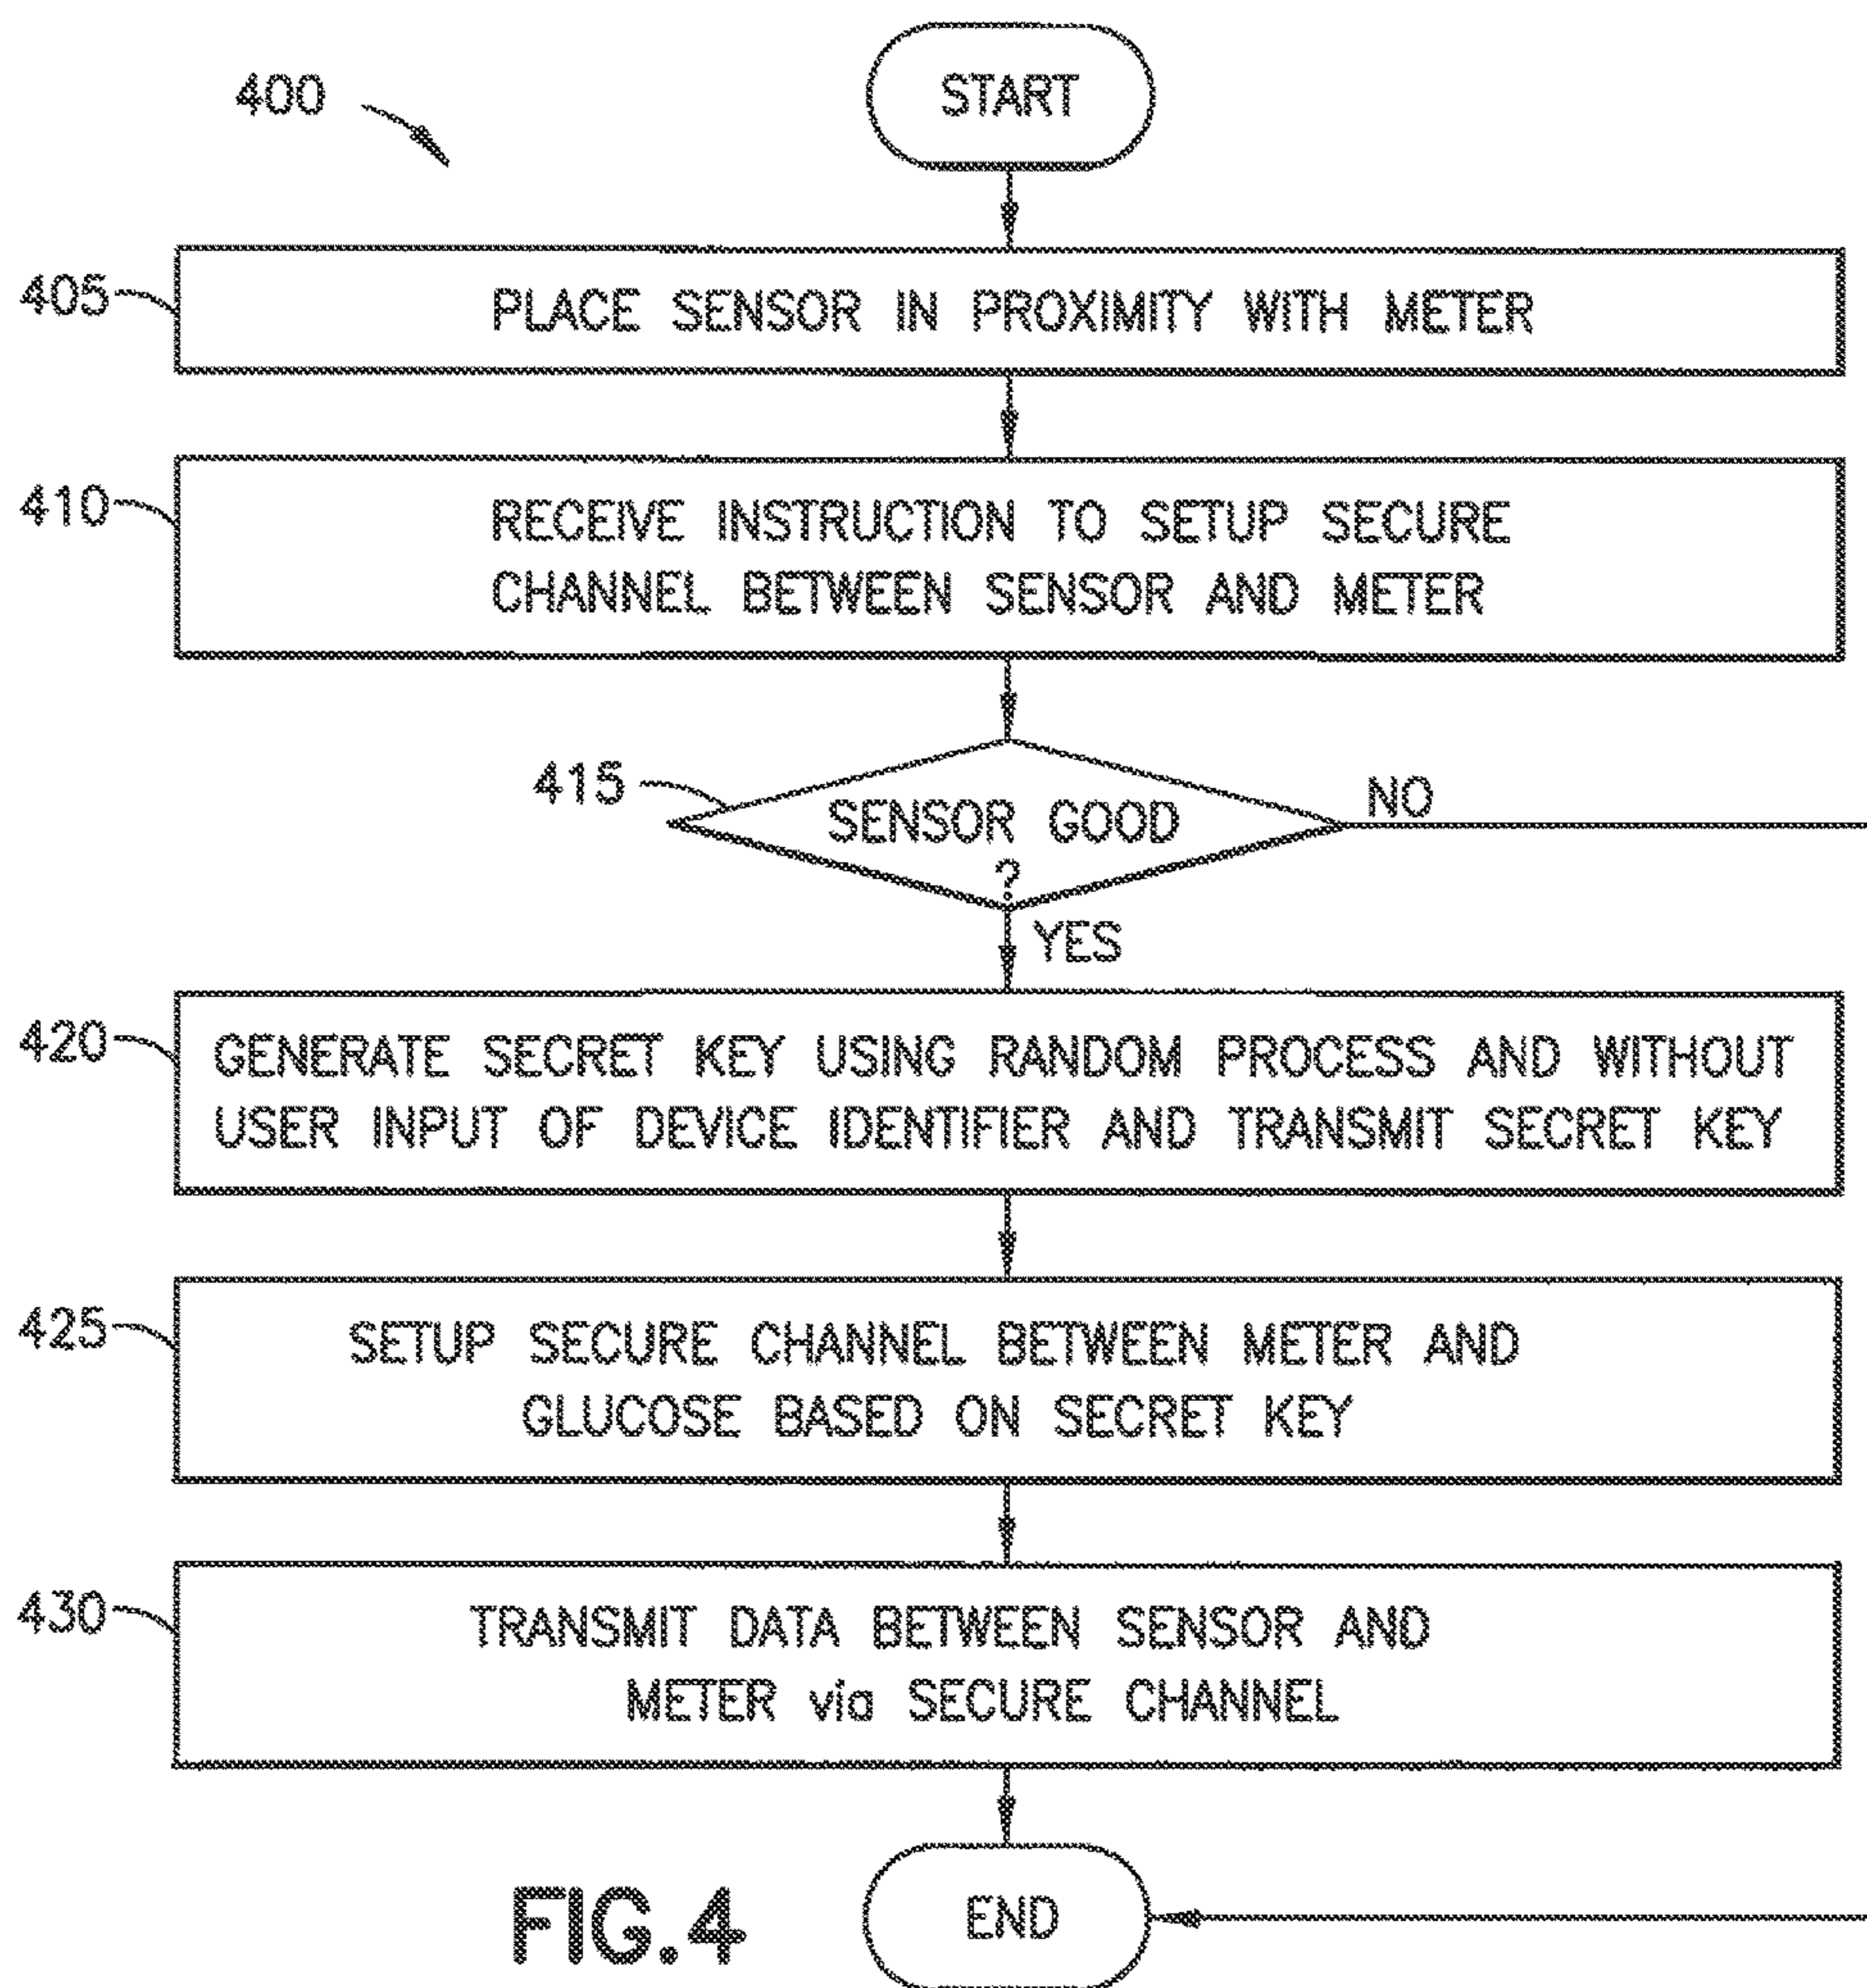 400
START
405
PLACE SENSOR IN PROXIMITY WITH METER
410
RECEIVE INSTRUCTION TO SETUP SECURE
CHANNEL BETWEEN SENSOR AND METER
415
SENSOR GOOD
?
NO
YES
420
GENERATE SECRET KEY USING RANDOM PROCESS AND WITHOUT
USER INPUT OF DEVICE IDENTIFIER AND TRANSMIT SECRET KEY
425
SETUP SECURE CHANNEL BETWEEN METER AND
GLUCOSE BASED ON SECRET KEY
430
TRANSMIT DATA BETWEEN SENSOR AND
METER via SECURE CHANNEL
END
FIG.4